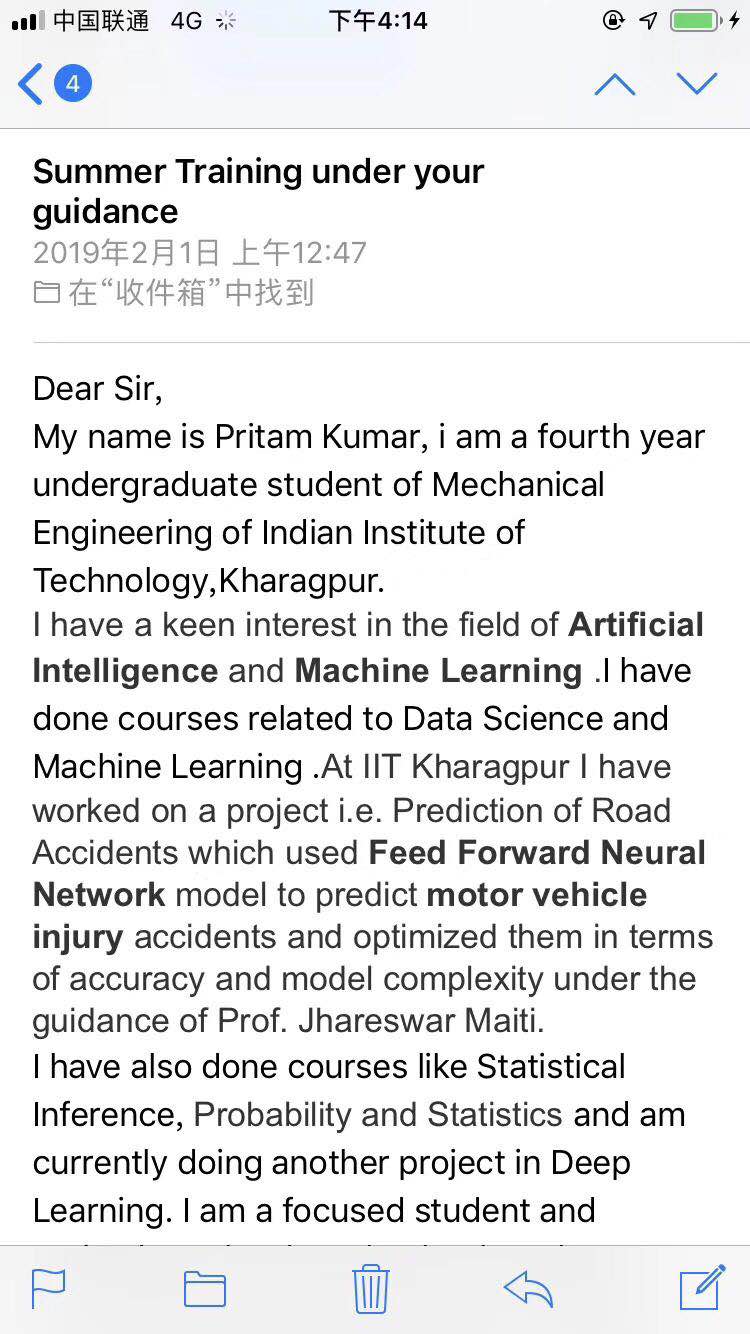 中国联通 4G 下午4:14
4
Summer Training under your
guidance
2019年2月1日 上午12:47
在“收件箱”中找到
Dear Sir,
My name is Pritam Kumar, i am a fourth year
undergraduate student of Mechanical
Engineering of Indian Institute of
Technology,Kharagpur.
I have a keen interest in the field of Artificial
Intelligence and Machine Learning .I have
done courses related to Data Science and
Machine Learning .At IIT Kharagpur I have
worked on a project i.e. Prediction of Road
Accidents which used Feed Forward Neural
Network model to predict motor vehicle
injury accidents and optimized them in terms
of accuracy and model complexity under the
guidance of Prof. Jhareswar Maiti.
I have also done courses like Statistical
Inference, Probability and Statistics and am
currently doing another project in Deep
Learning. I am a focused student and